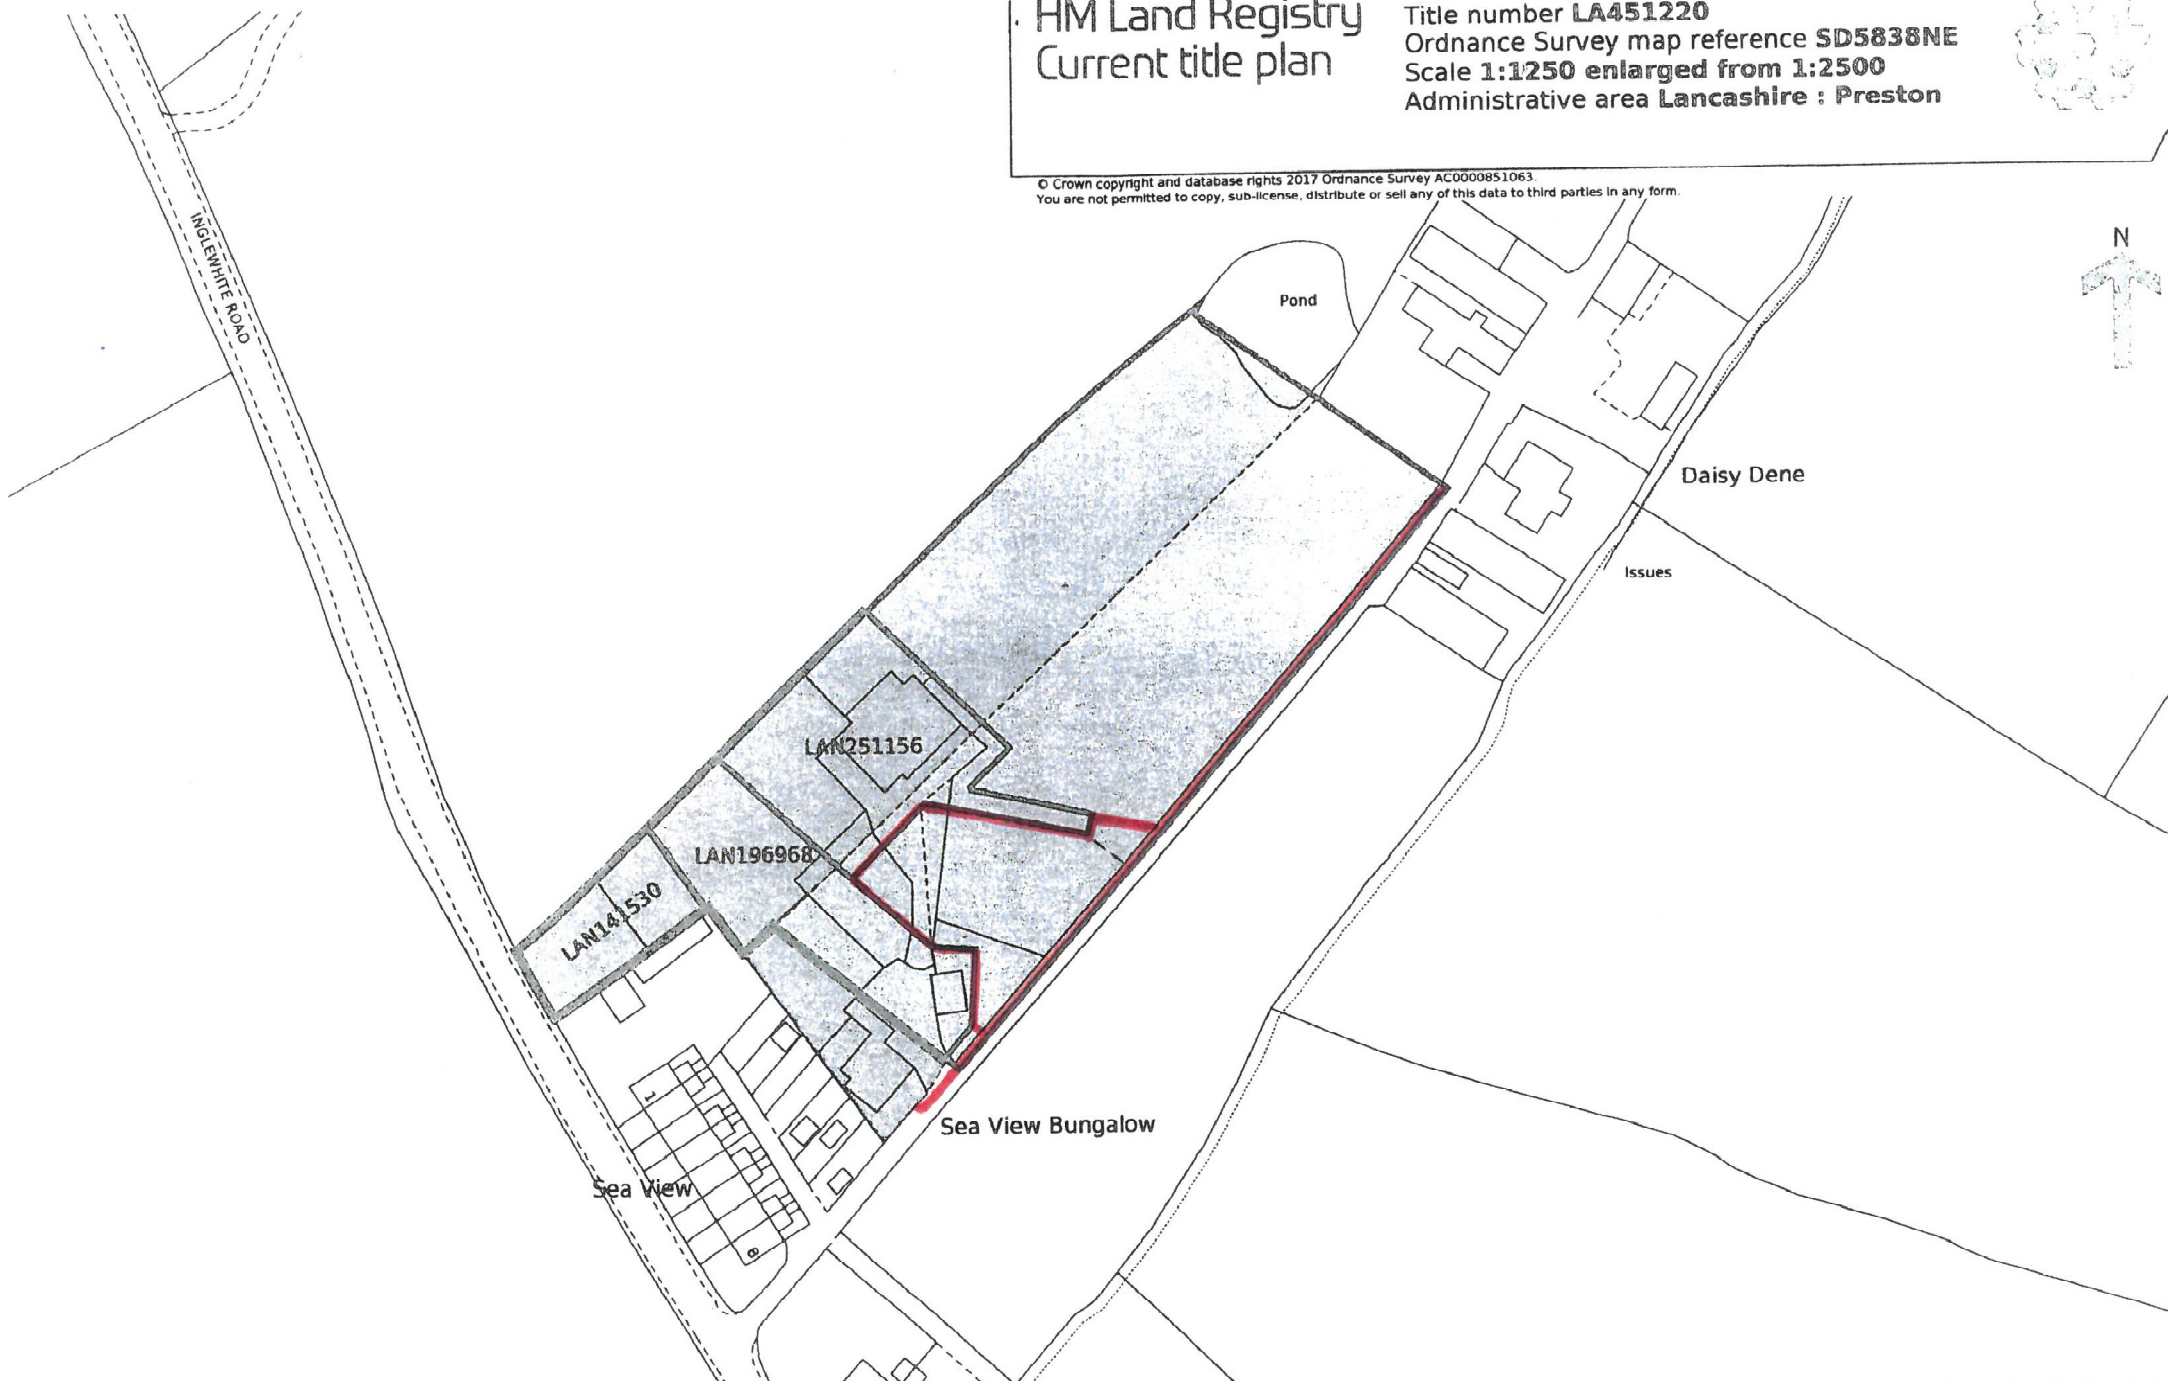 HM Land Registry
Current title plan
Title number LA451220
Ordnance Survey map reference SD5838NE
Scale 1:1250 enlarged from 1:2500
Administrative area Lancashire : Preston
© Crown copyright and database rights 2017 Ordnance Survey AC0000851063.
You are not permitted to copy, sub-license, distribute or sell any of this data to third parties in any form.
N
INGLEWHITE ROAD
Pond
Daisy Dene
Issues
LAN251156
LAN196968
LAN141530
Sea View Bungalow
1
Sea View
8